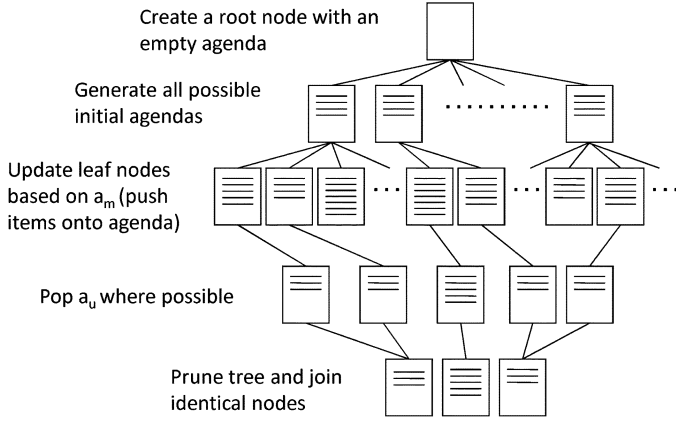 Create a root node with an
empty agenda
Generate all possible
initial agendas
Update leaf nodes
based on am (push
items onto agenda)
Pop au where possible
Prune tree and join
identical nodes